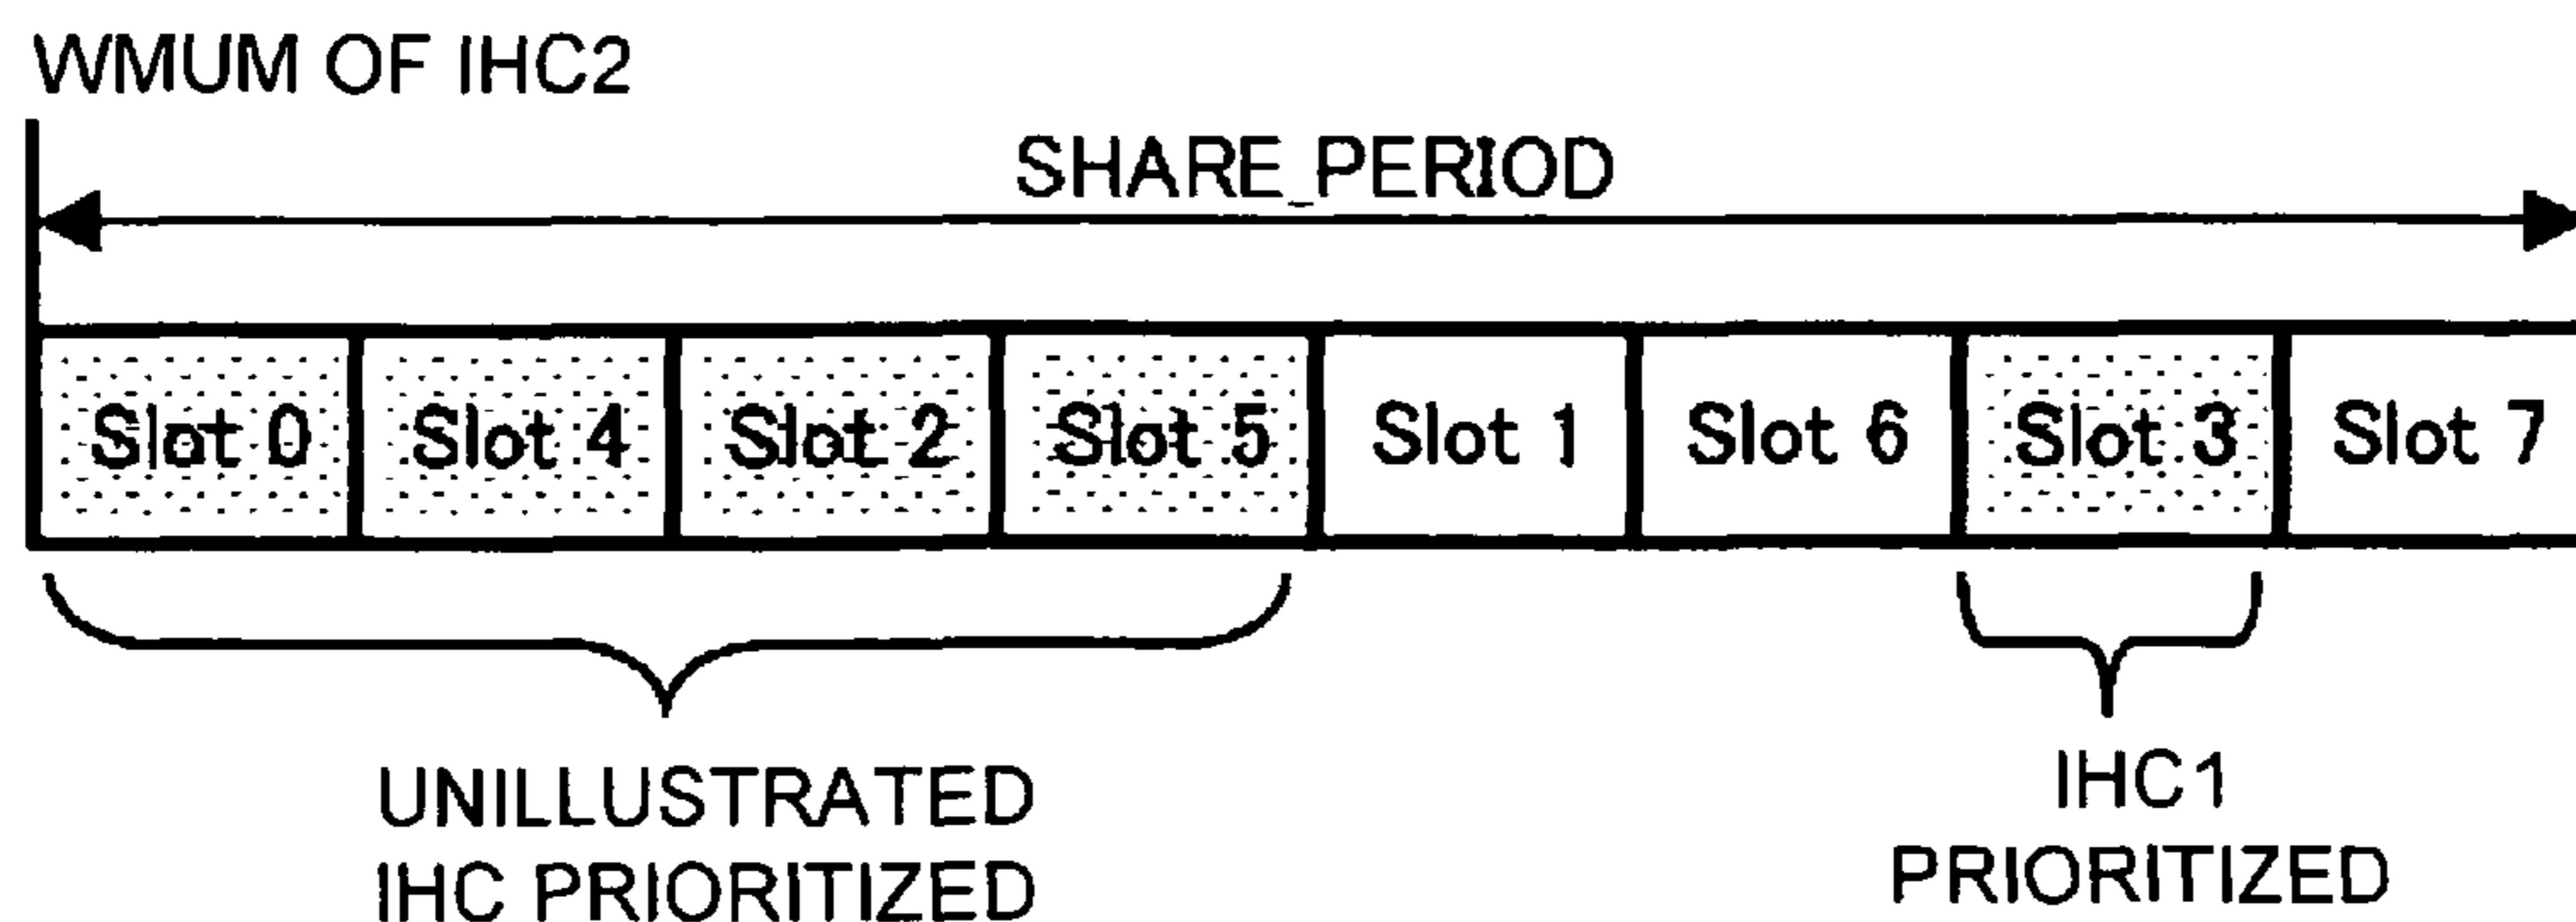 WMUM OF IHC2
SHARE_PERIOD
Slot 0 Slot 4 Slot 2 Slot 5 Slot 1 Slot 6 Slot 3 Slot 7
UNILLUSTRATED
IHC PRIORITIZED
IHC1
PRIORITIZED